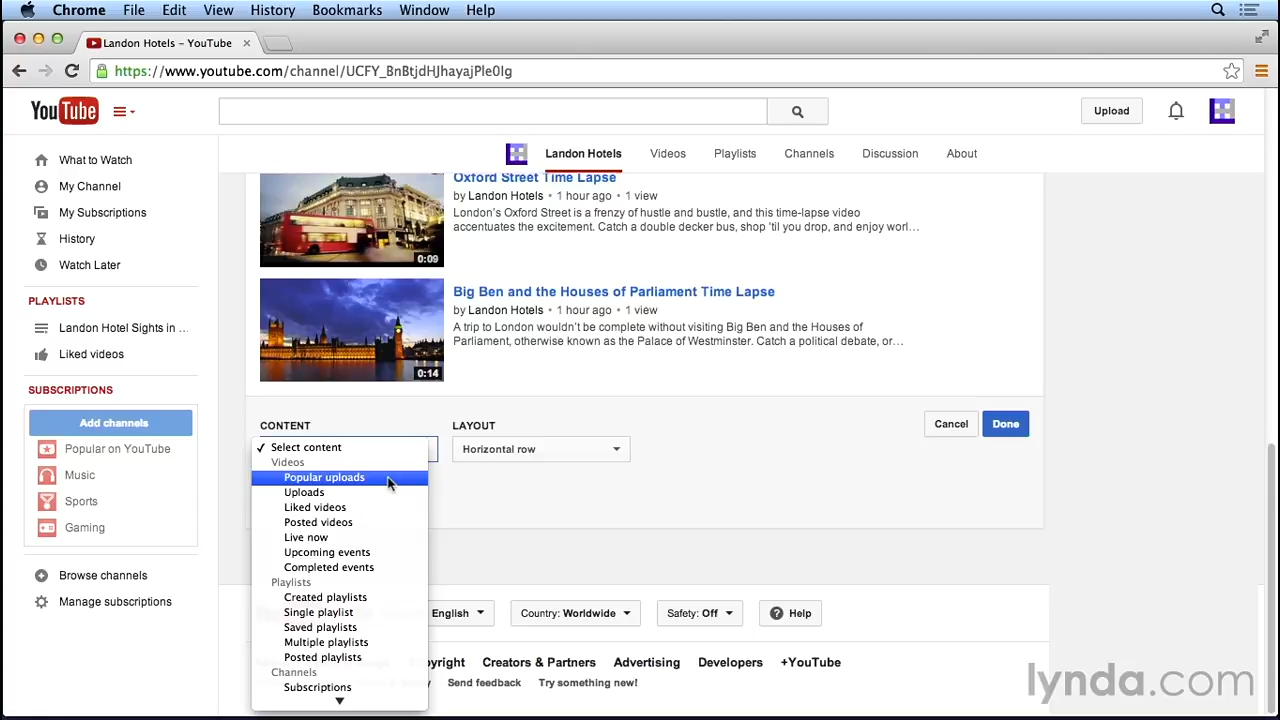 Chrome File Edit View History Bookmarks Window Help
Landon Hotels – YouTube
https://www.youtube.com/channel/UCFY_BnBtjdHJhayajPle0Ig
YouTube
Upload
Landon Hotels Videos Playlists Channels Discussion About
What to Watch
My Channel
My Subscriptions
History
Watch Later
PLAYLISTS
Landon Hotel Sights in ...
Liked videos
SUBSCRIPTIONS
Add channels
Popular on YouTube
Music
Sports
Gaming
Browse channels
Manage subscriptions
Oxford Street Time Lapse
by Landon Hotels • 1 hour ago • 1 view
London's Oxford Street is a frenzy of hustle and bustle, and this time-lapse video
accentuates the excitement. Catch a double decker bus, shop 'til you drop, and enjoy worl...
0:09
Big Ben and the Houses of Parliament Time Lapse
by Landon Hotels • 1 hour ago • 1 view
A trip to London wouldn't be complete without visiting Big Ben and the Houses of
Parliament, otherwise known as the Palace of Westminster. Catch a political debate, or...
0:14
CONTENT
LAYOUT
Horizontal row
Cancel
Done
✓ Select content
Videos
Popular uploads
Uploads
Liked videos
Posted videos
Live now
Upcoming events
Completed events
Playlists
Created playlists
Single playlist
Saved playlists
Multiple playlists
Posted playlists
Channels
Subscriptions
English
Country: Worldwide
Safety: Off
Help
pyright Creators & Partners Advertising Developers +YouTube
Send feedback Try something new!
lynda.com